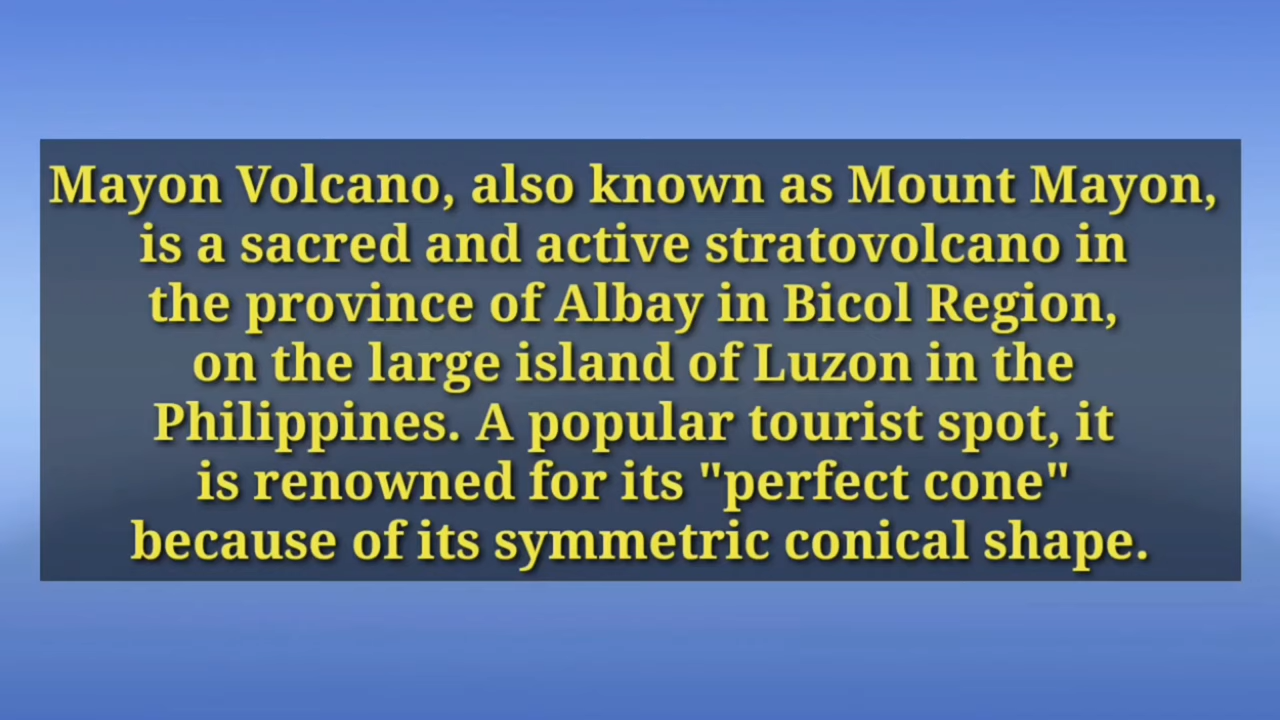 Mayon Volcano, also known as Mount Mayon,
is a sacred and active stratovolcano in
the province of Albay in Bicol Region,
on the large island of Luzon in the
Philippines. A popular tourist spot, it
is renowned for its "perfect cone"
because of its symmetric conical shape.